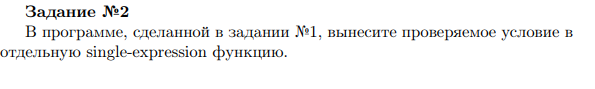 Задание №2
В программе, сделанной в задании №1, вынесите проверяемое условие в
отдельную single-expression функцию.